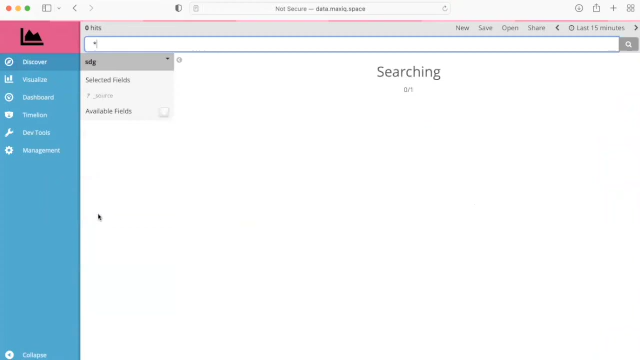 Not Secure — data.maxiq.space
0 hits
New Save Open Share Last 15 minutes
*
Discover
Visualize
Dashboard
Timelion
Dev Tools
Management
Collapse
sdg
Selected Fields
? _source
Available Fields
Searching
0/1